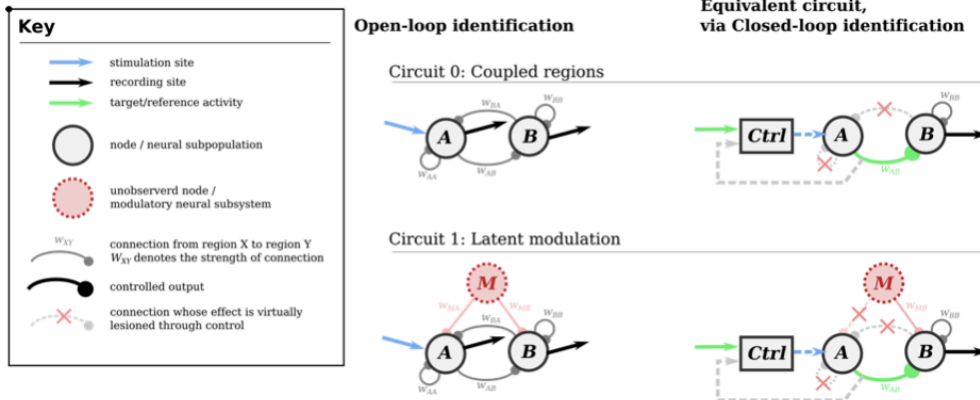 Key
stimulation site
recording site
target/reference activity
node / neural subpopulation
unobserverd node /
modulatory neural subsystem
W_XY
connection from region X to region Y
W_XY denotes the strength of connection
controlled output
connection whose effect is virtually
lesioned through control
Open-loop identification
Equivalent circuit,
via Closed-loop identification
Circuit 0: Coupled regions
W_BA
W_BB
A
B
W_AA
W_AB
W_BB
Ctrl
A
B
W_AB
Circuit 1: Latent modulation
M
W_MA
W_MB
W_BA
W_BB
A
B
W_AA
W_AB
M
W_MB
W_BB
Ctrl
A
B
W_AB